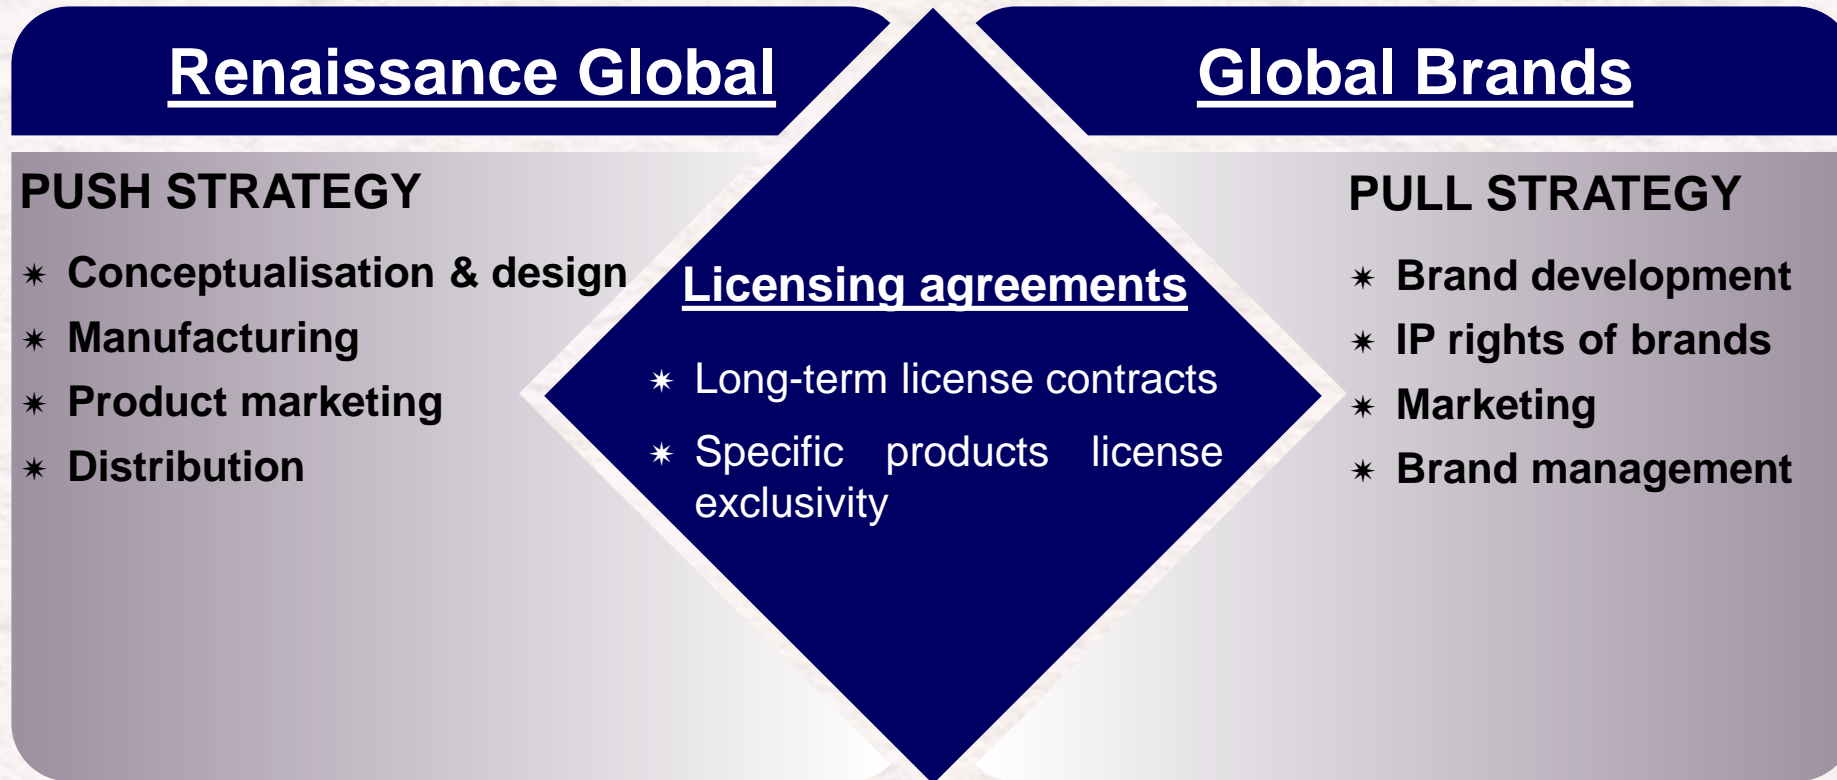 Renaissance Global
PUSH STRATEGY
✷ Conceptualisation & design
✷ Manufacturing
✷ Product marketing
✷ Distribution
Licensing agreements
✷ Long-term license contracts
✷ Specific products license
exclusivity
Global Brands
PULL STRATEGY
✷ Brand development
✷ IP rights of brands
✷ Marketing
✷ Brand management